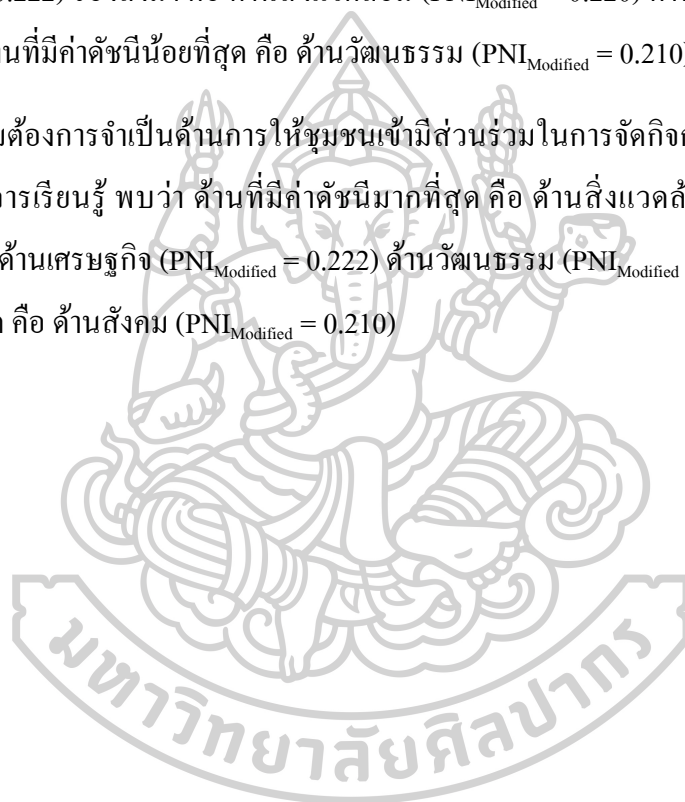 านที่มีค่าดัชนีน้อยที่สุด คือ ด้านวัฒนธรรม (PNI Modified = 0.210)
ต้องการจำเป็นด้านการให้ชุมชนเข้ามีส่วนร่วมในการจัดกิจก
การเรียนรู้ พบว่า ด้านที่มีค่าดัชนีมากที่สุด คือ ด้านสิ่งแวดล้
ด้านเศรษฐกิจ (PNI Modified = 0.222) ด้านวัฒนธรรม (PNI Modified
คือ ด้านสังคม (PNI Modified = 0.210)
มหาวิทยาลัยศิลปากร